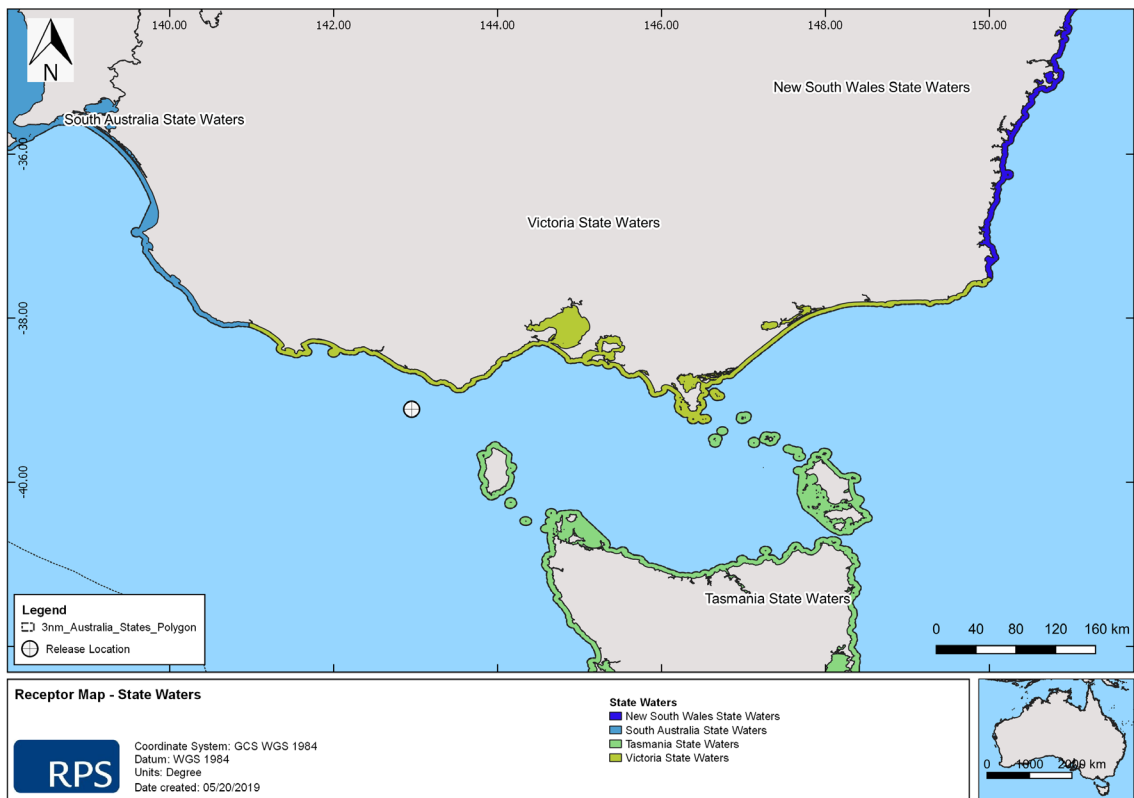 140.00 142.00 144.00 146.00 148.00 150.00
N
New South Wales State Waters
South Australia State Waters
-36.00
Victoria State Waters
-38.00
-40.00
Tasmania State Waters
Legend
3nm_Australia_States_Polygon
Release Location
0 40 80 120 160 km
Receptor Map - State Waters
RPS
Coordinate System: GCS WGS 1984
Datum: WGS 1984
Units: Degree
Date created: 05/20/2019
State Waters
New South Wales State Waters
South Australia State Waters
Tasmania State Waters
Victoria State Waters
0 1000 2000 km